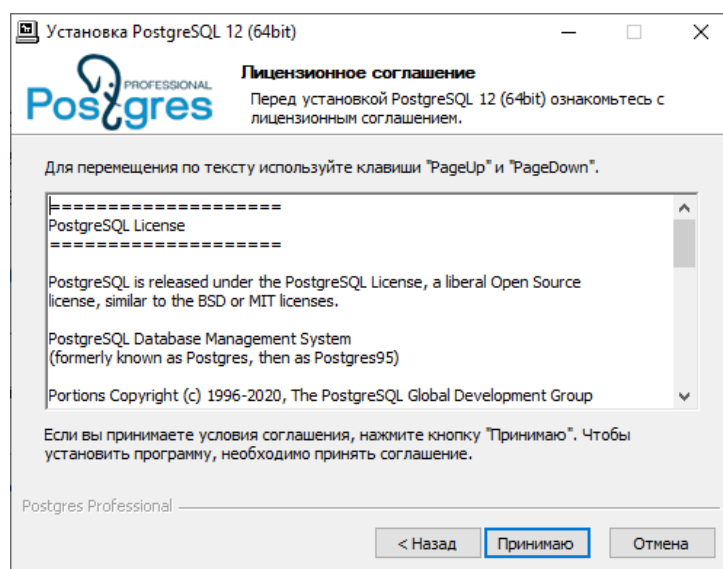 Установка PostgreSQL 12 (64bit)
PROFESSIONAL
Postgres
Лицензионное соглашение
Перед установкой PostgreSQL 12 (64bit) ознакомьтесь с
лицензионным соглашением.
Для перемещения по тексту используйте клавиши "PageUp" и "PageDown".
=====================
PostgreSQL License
=====================
PostgreSQL is released under the PostgreSQL License, a liberal Open Source
license, similar to the BSD or MIT licenses.
PostgreSQL Database Management System
(formerly known as Postgres, then as Postgres95)
Portions Copyright (c) 1996-2020, The PostgreSQL Global Development Group
Если вы принимаете условия соглашения, нажмите кнопку "Принимаю". Чтобы
установить программу, необходимо принять соглашение.
Postgres Professional
< Назад Принимаю Отмена